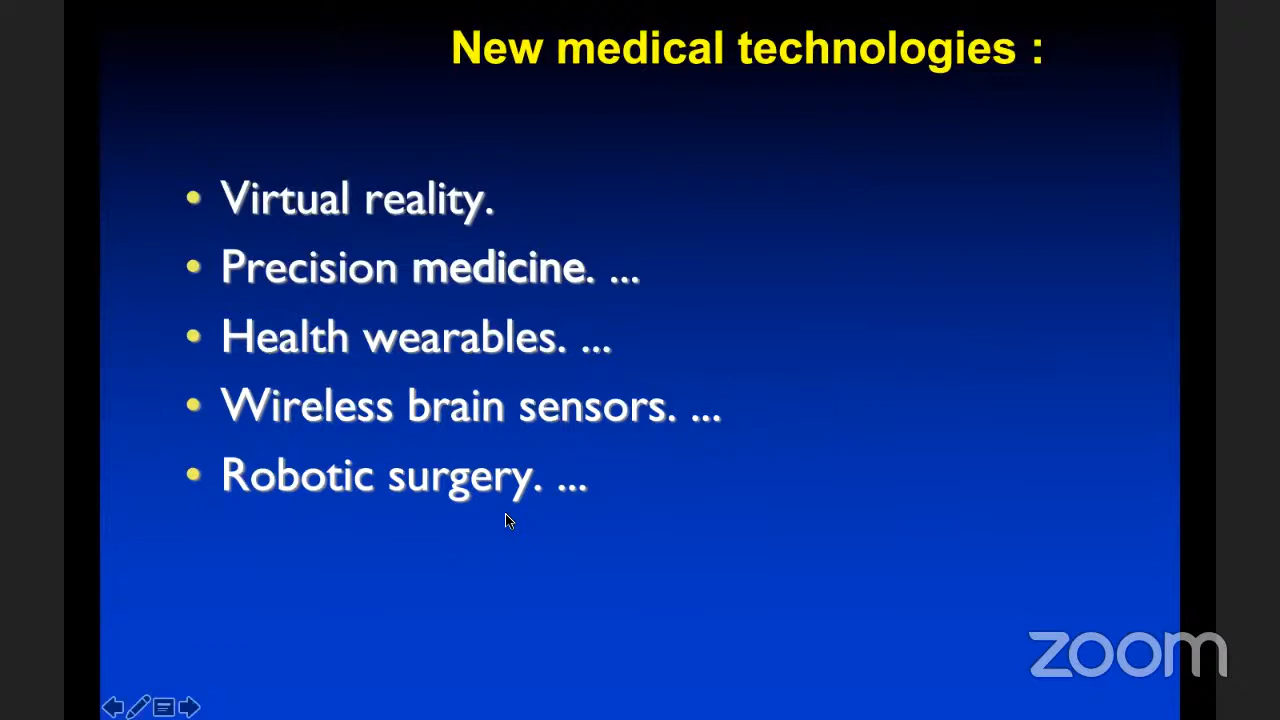 New medical technologies :
• Virtual reality.
• Precision medicine. ...
• Health wearables. ...
• Wireless brain sensors. ...
• Robotic surgery. ...
zoom